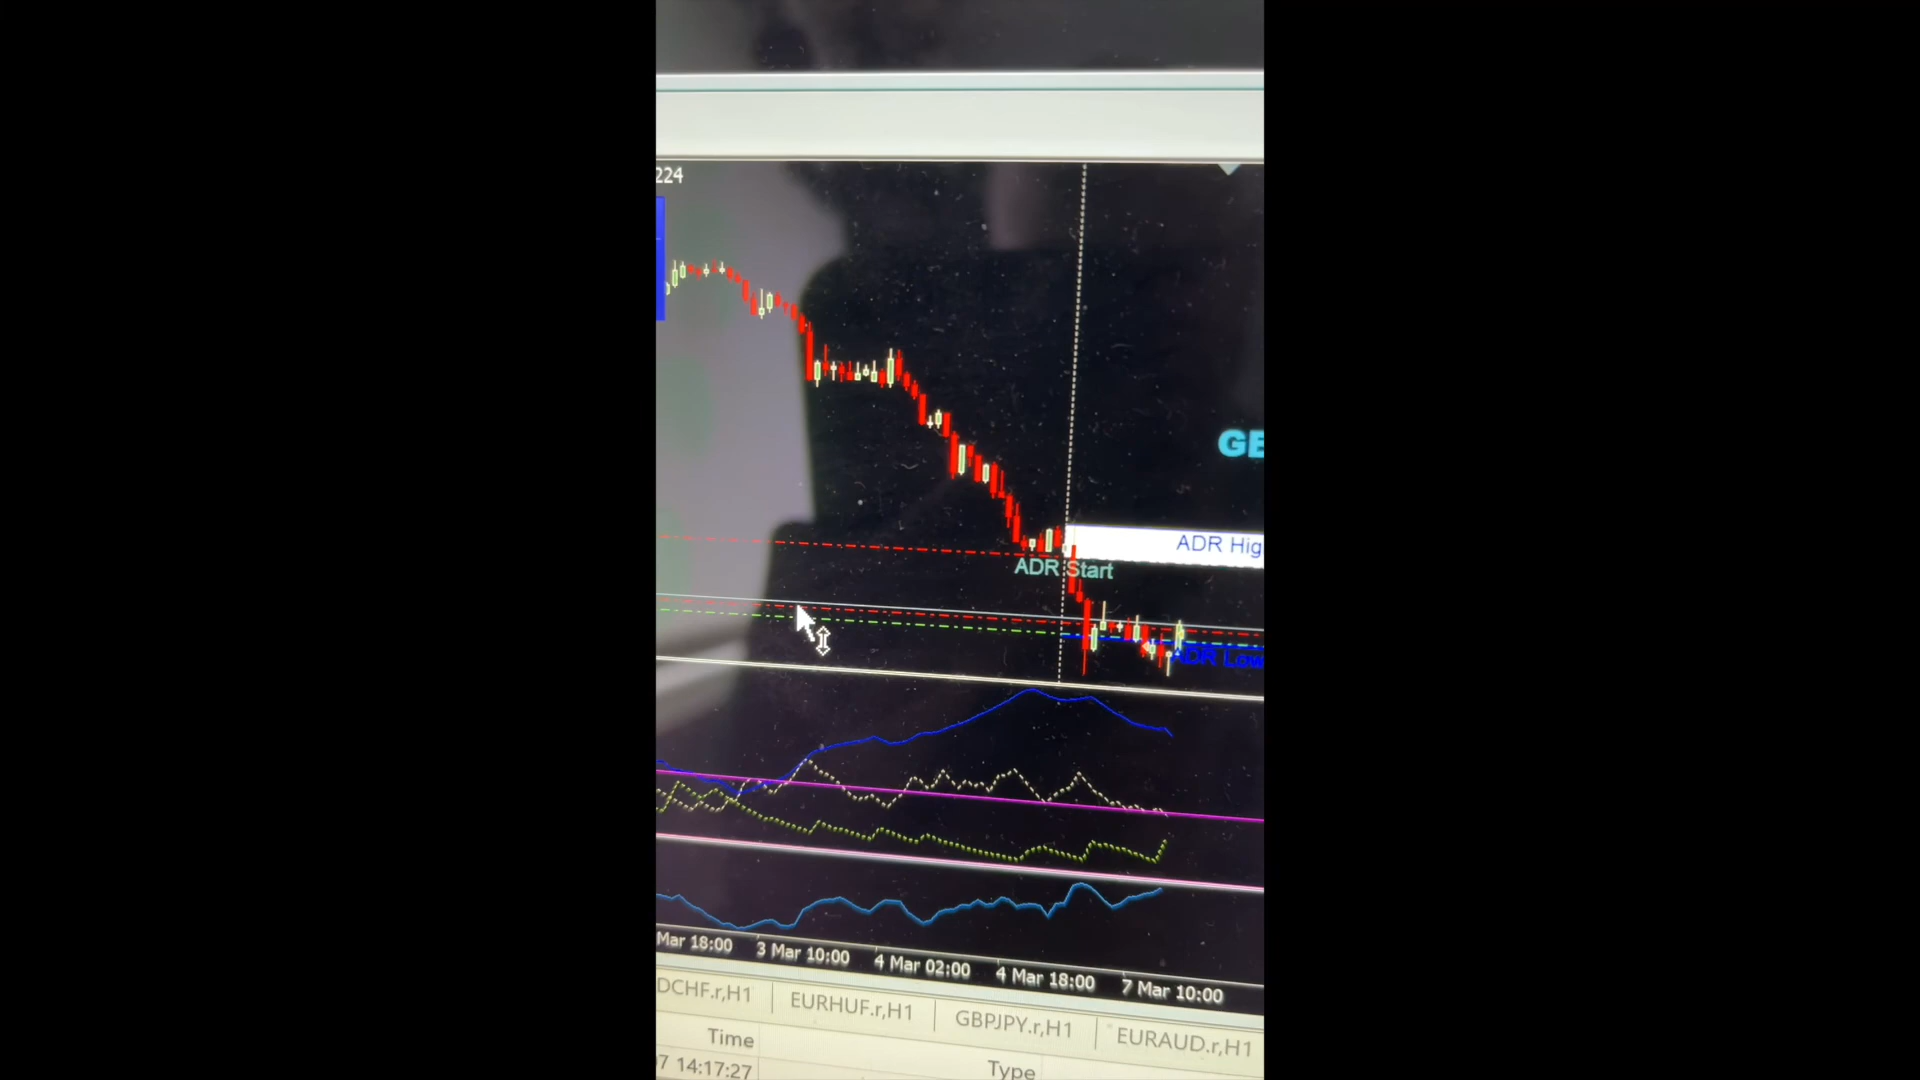 224
GB
ADR Hig
ADR Start
ADR Low
Mar 18:00 3 Mar 10:00 4 Mar 02:00 4 Mar 18:00 7 Mar 10:00
DCHF.r,H1 EURHUF.r,H1 GBPJPY.r,H1 EURAUD.r,H1
Time Type
7 14:17:27